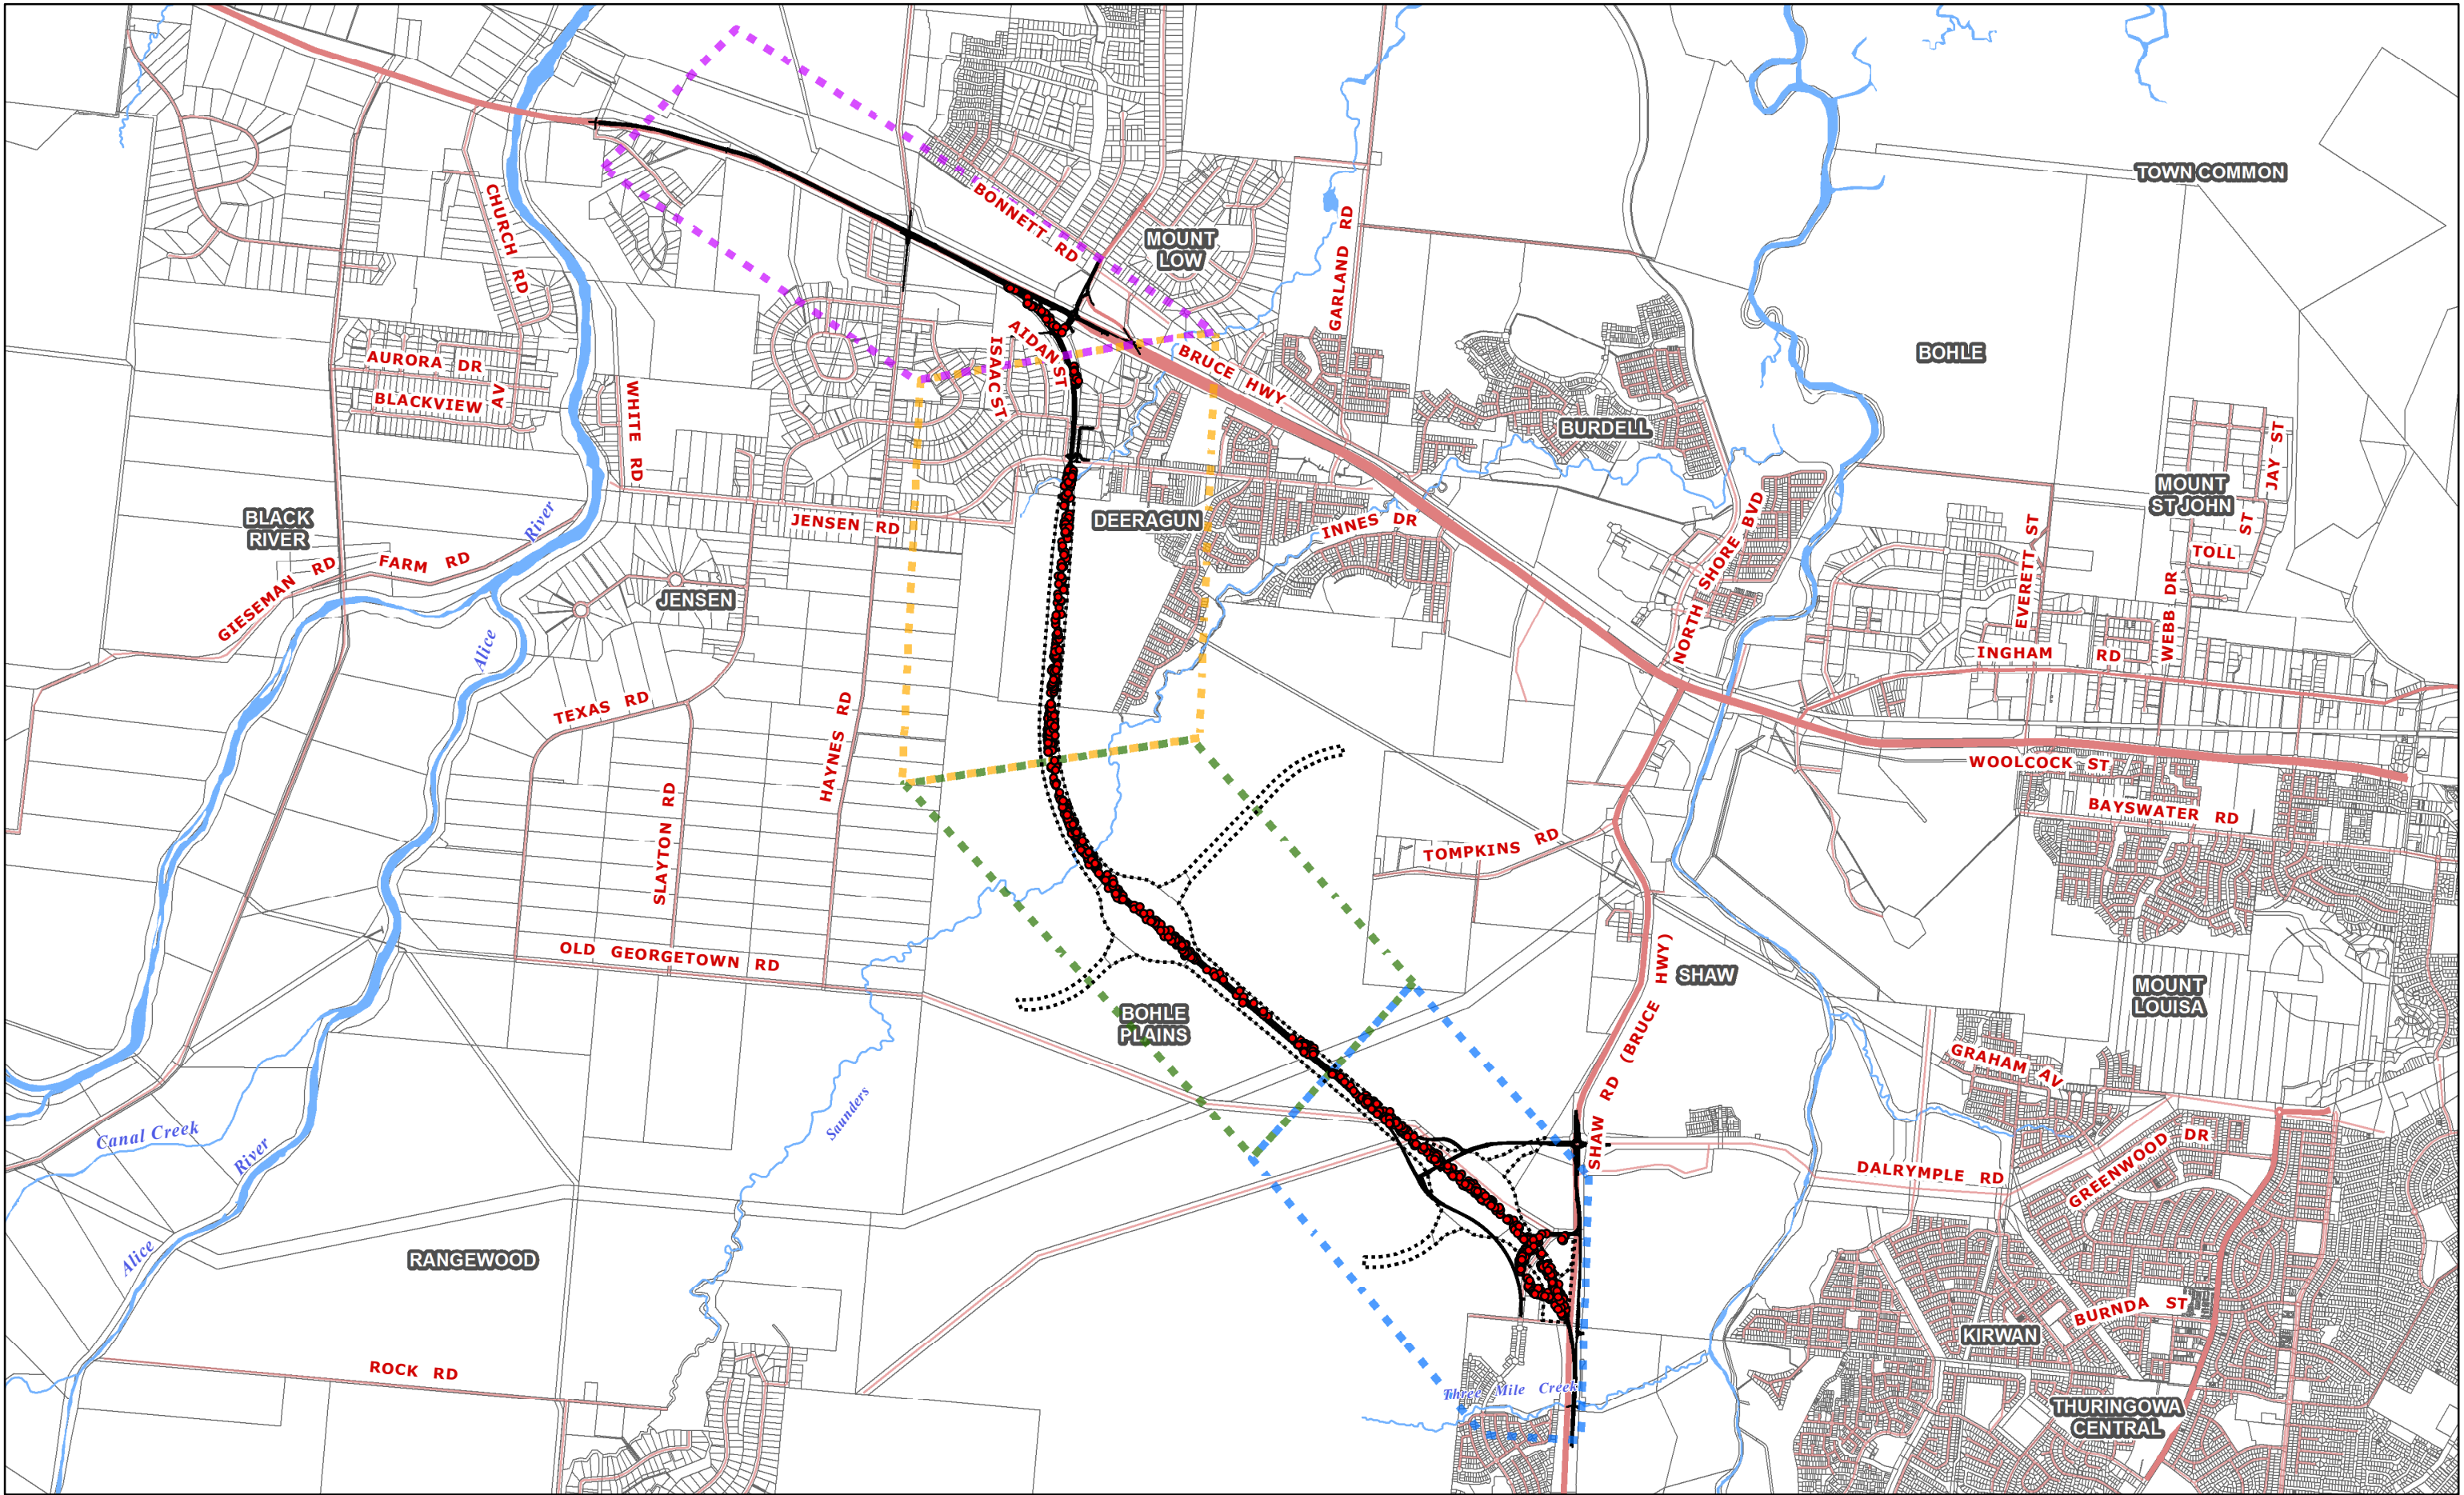 TOWN COMMON
BONNETT RD
MOUNT
LOW
CHURCH RD
GARLAND RD
AIDAN ST
ISAAC ST
BRUCE HWY
BOHLE
AURORA DR
BLACKVIEW AV
WHITE RD
BURDELL
JAY ST
MOUNT
ST JOHN
BLACK
RIVER
River
JENSEN RD
DEERAGUN
INNES DR
NORTH SHORE BVD
EVERETT ST
TOLL ST
WEBB DR
GIESEMAN RD
FARM RD
JENSEN
Alice
INGHAM RD
TEXAS RD
HAYNES RD
SLAYTON RD
WOOLCOCK ST
BAYSWATER RD
TOMPKINS RD
OLD GEORGETOWN RD
SHAW RD (BRUCE HWY)
SHAW
MOUNT
LOUISA
BOHLE
PLAINS
GRAHAM AV
Saunders
Canal Creek
River
GREENWOOD DR
DALRYMPLE RD
Alice
RANGEWOOD
BURNDA ST
KIRWAN
ROCK RD
Three Mile Creek
THURINGOWA
CENTRAL